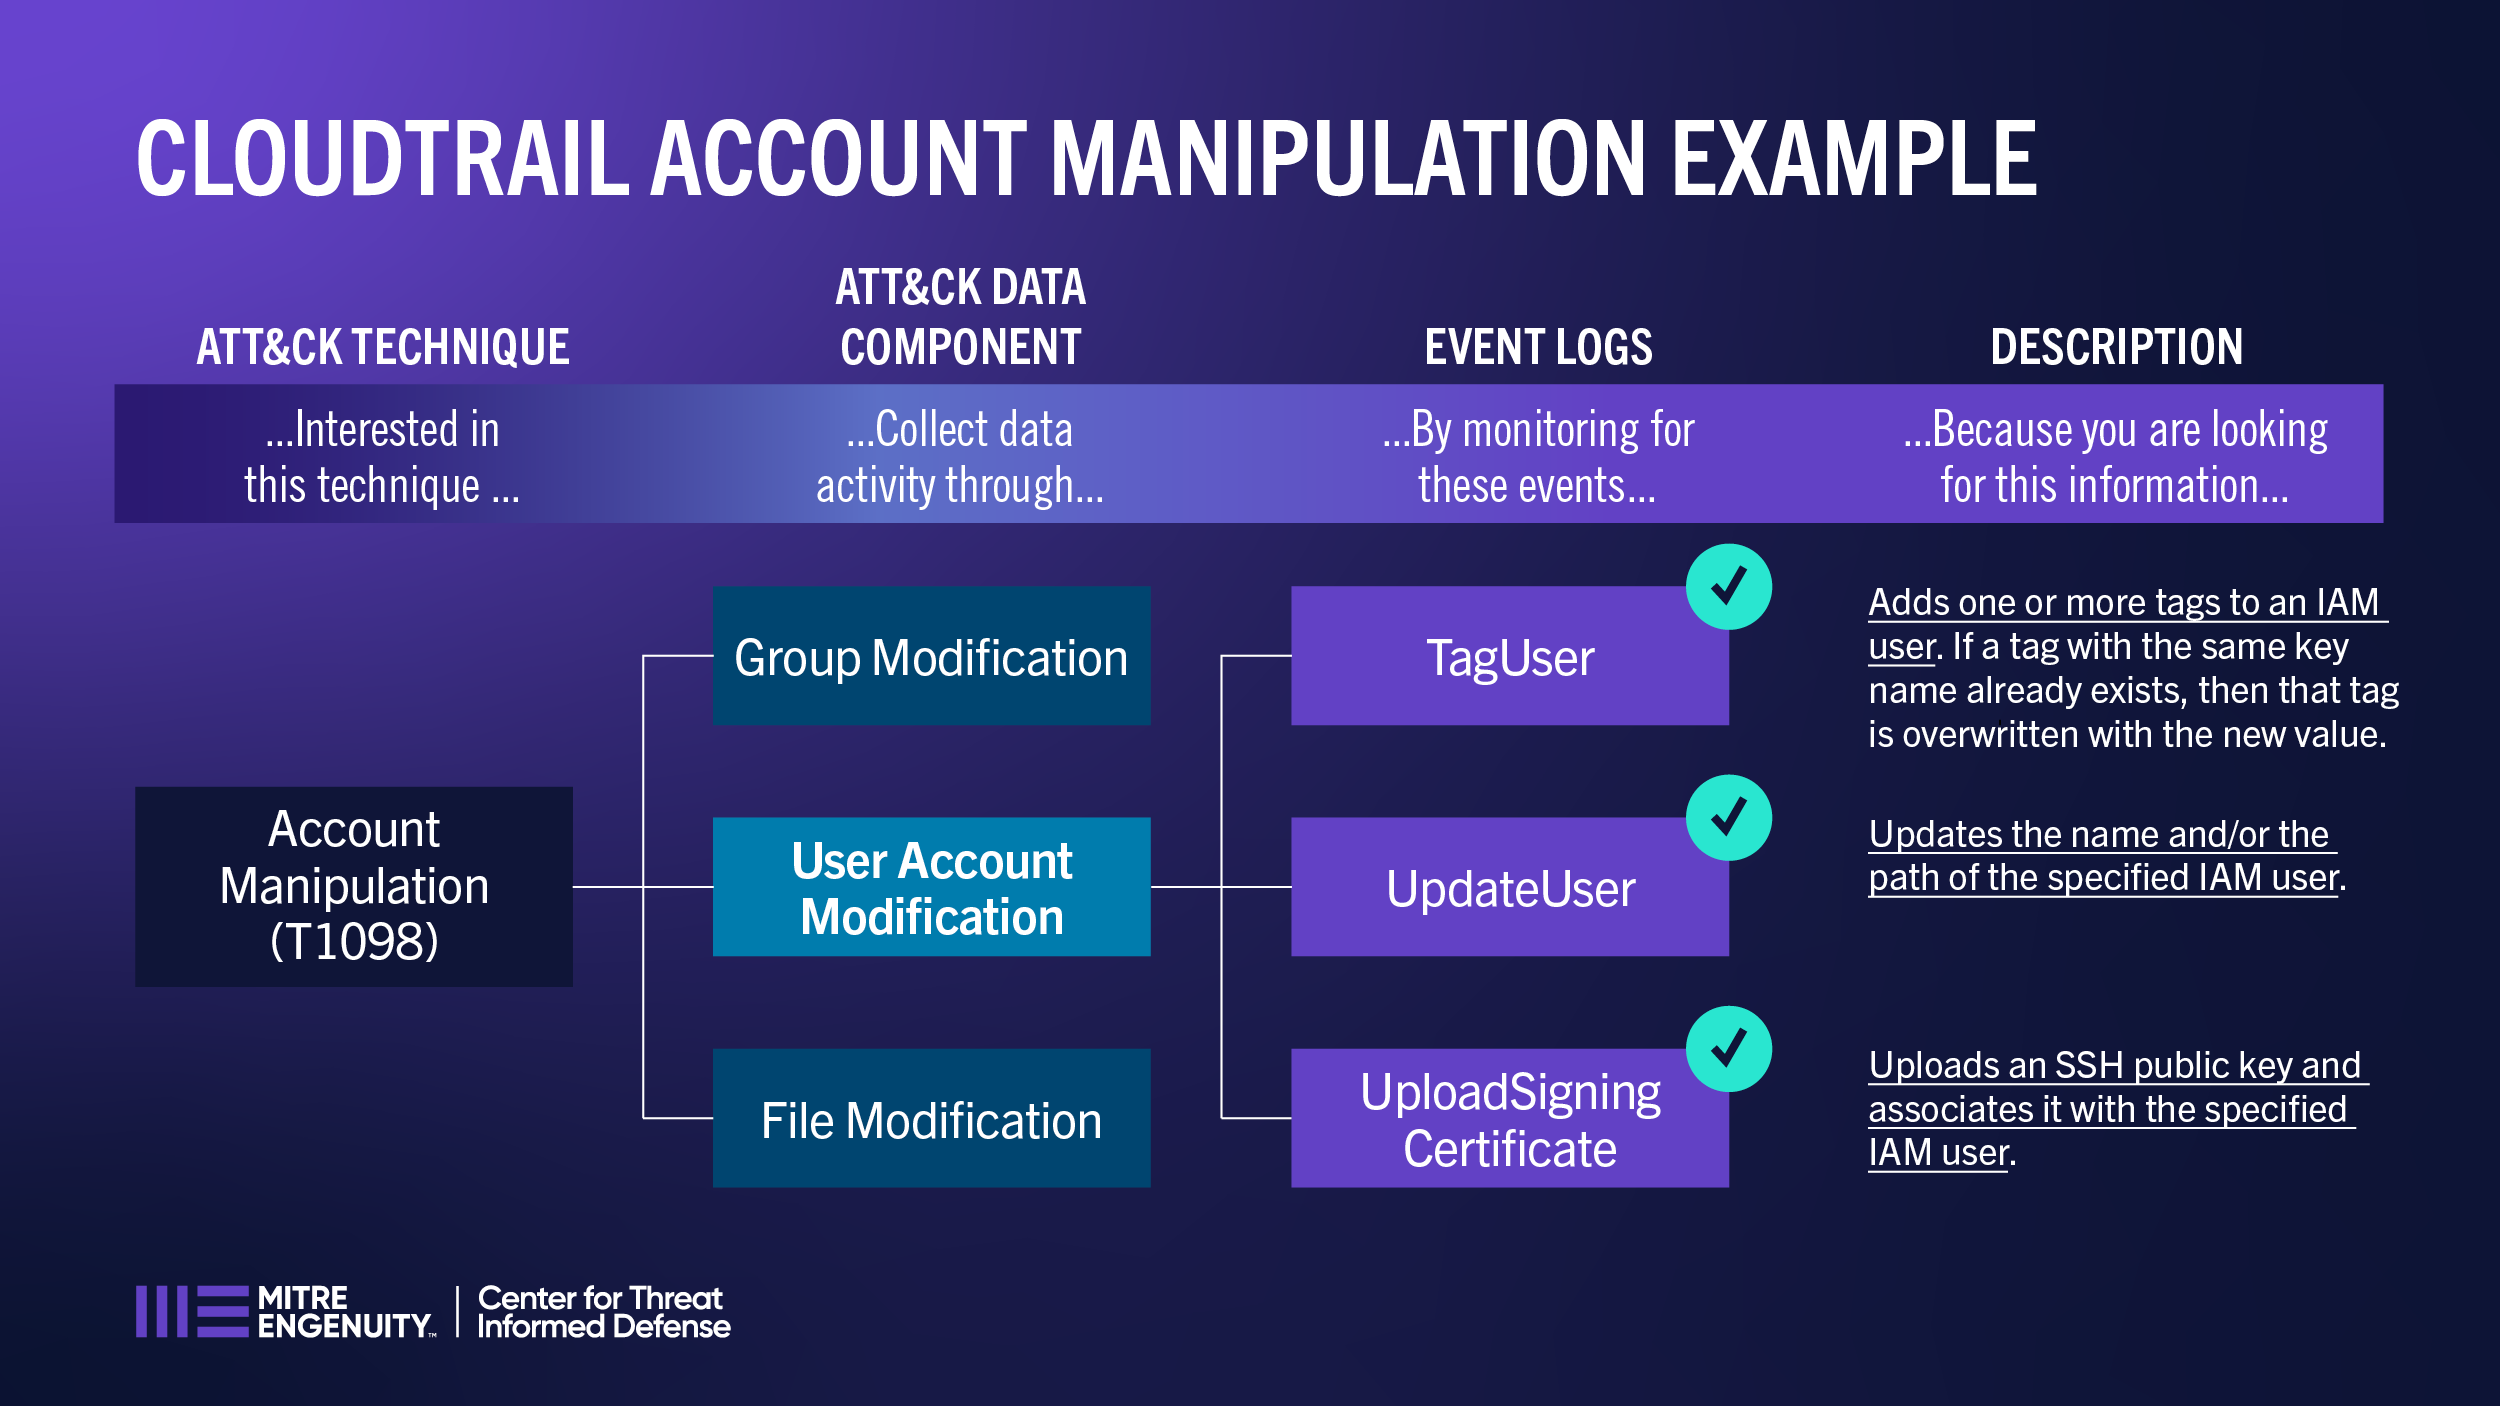 CLOUDTRAIL ACCOUNT MANIPULATION EXAMPLE
ATT&CK TECHNIQUE
ATT&CK DATA
COMPONENT
EVENT LOGS
DESCRIPTION
...Interested in
this technique ...
...Collect data
activity through...
...By monitoring for
these events...
...Because you are looking
for this information...
Account
Manipulation
(T1098)
Group Modification
User Account
Modification
File Modification
TagUser
UpdateUser
UploadSigning
Certificate
Adds one or more tags to an IAM
user. If a tag with the same key
name already exists, then that tag
is overwritten with the new value.
Updates the name and/or the
path of the specified IAM user.
Uploads an SSH public key and
associates it with the specified
IAM user.
MITRE
ENGENUITY™
Center for Threat
Informed Defense